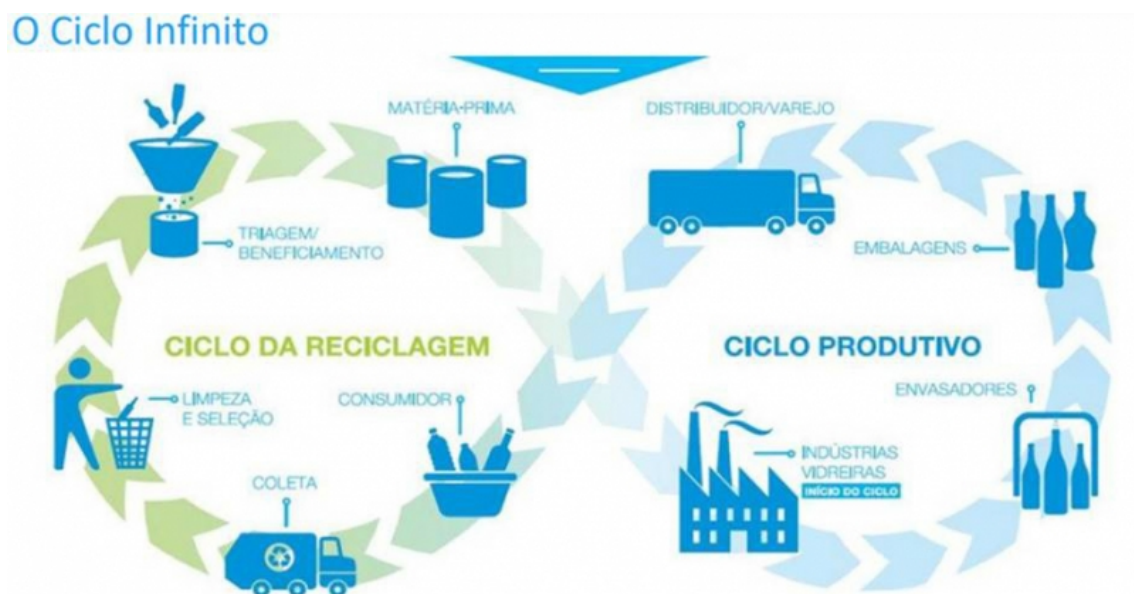 O Ciclo Infinito
MATÉRIA-PRIMA
DISTRIBUIDOR/VAREJO
TRIAGEM/
BENEFICIAMENTO
EMBALAGENS
CICLO DA RECICLAGEM
CICLO PRODUTIVO
LIMPEZA
E SELEÇÃO
CONSUMIDOR
ENVASADORES
COLETA
INDÚSTRIAS
VIDREIRAS
INÍCIO DO CICLO